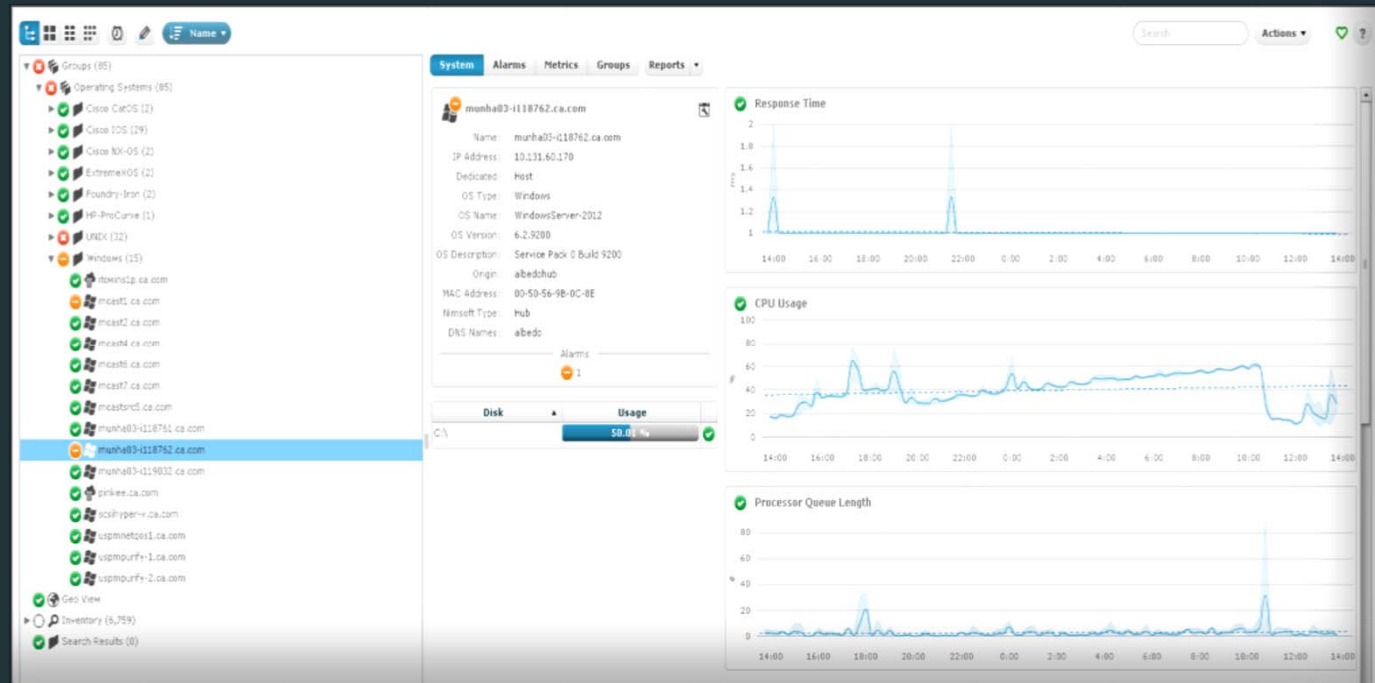 Name ▾
Search
Actions ▾
?
Groups (85)
Operating Systems (85)
Cisco CatOS (2)
Cisco IOS (29)
Cisco NX-OS (2)
ExtremeXOS (2)
Foundry-Iron (2)
HP-ProCurve (1)
UNIX (32)
Windows (15)
mcast1.ca.com
mcast2.ca.com
mcast4.ca.com
mcast6.ca.com
mcast7.ca.com
mcastsrc5.ca.com
munha03-i118761.ca.com
munha03-i118762.ca.com
munha03-i119032.ca.com
pinkee.ca.com
scsihyper-v.ca.com
uspmnetqos1.ca.com
uspmpurify-1.ca.com
uspmpurify-2.ca.com
Geo View
Inventory (6,759)
Search Results (0)
System Alarms Metrics Groups Reports ▾
munha03-i118762.ca.com
Name: munha03-i118762.ca.com
IP Address: 10.131.60.170
Dedicated: Host
OS Type: Windows
OS Name: WindowsServer-2012
OS Version: 6.2.9200
OS Description: Service Pack 0 Build 9200
Origin: albedohub
MAC Address: 00-50-56-9B-0C-8E
Nimsoft Type: Hub
DNS Names: albedo
Alarms
1
Disk ▲ Usage
C:\ 50.01 %
Response Time
2
1.8
1.6
1.4
1.2
1
14:00 16:00 18:00 20:00 22:00 0:00 2:00 4:00 6:00 8:00 10:00 12:00 14:00
CPU Usage
100
80
60
40
20
0
%
14:00 16:00 18:00 20:00 22:00 0:00 2:00 4:00 6:00 8:00 10:00 12:00 14:00
Processor Queue Length
80
60
40
20
0
14:00 16:00 18:00 20:00 22:00 0:00 2:00 4:00 6:00 8:00 10:00 12:00 14:00